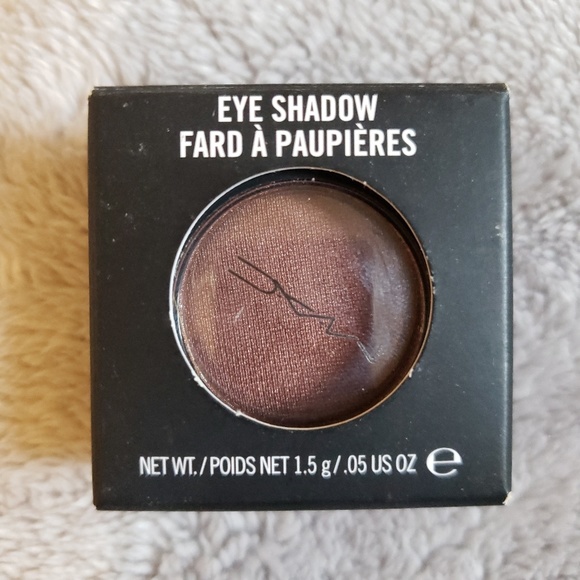 EYE SHADOW
FARD À PAUPIÈRES
NET WT./POIDS NET 1.5 g/.05 US OZ ℮